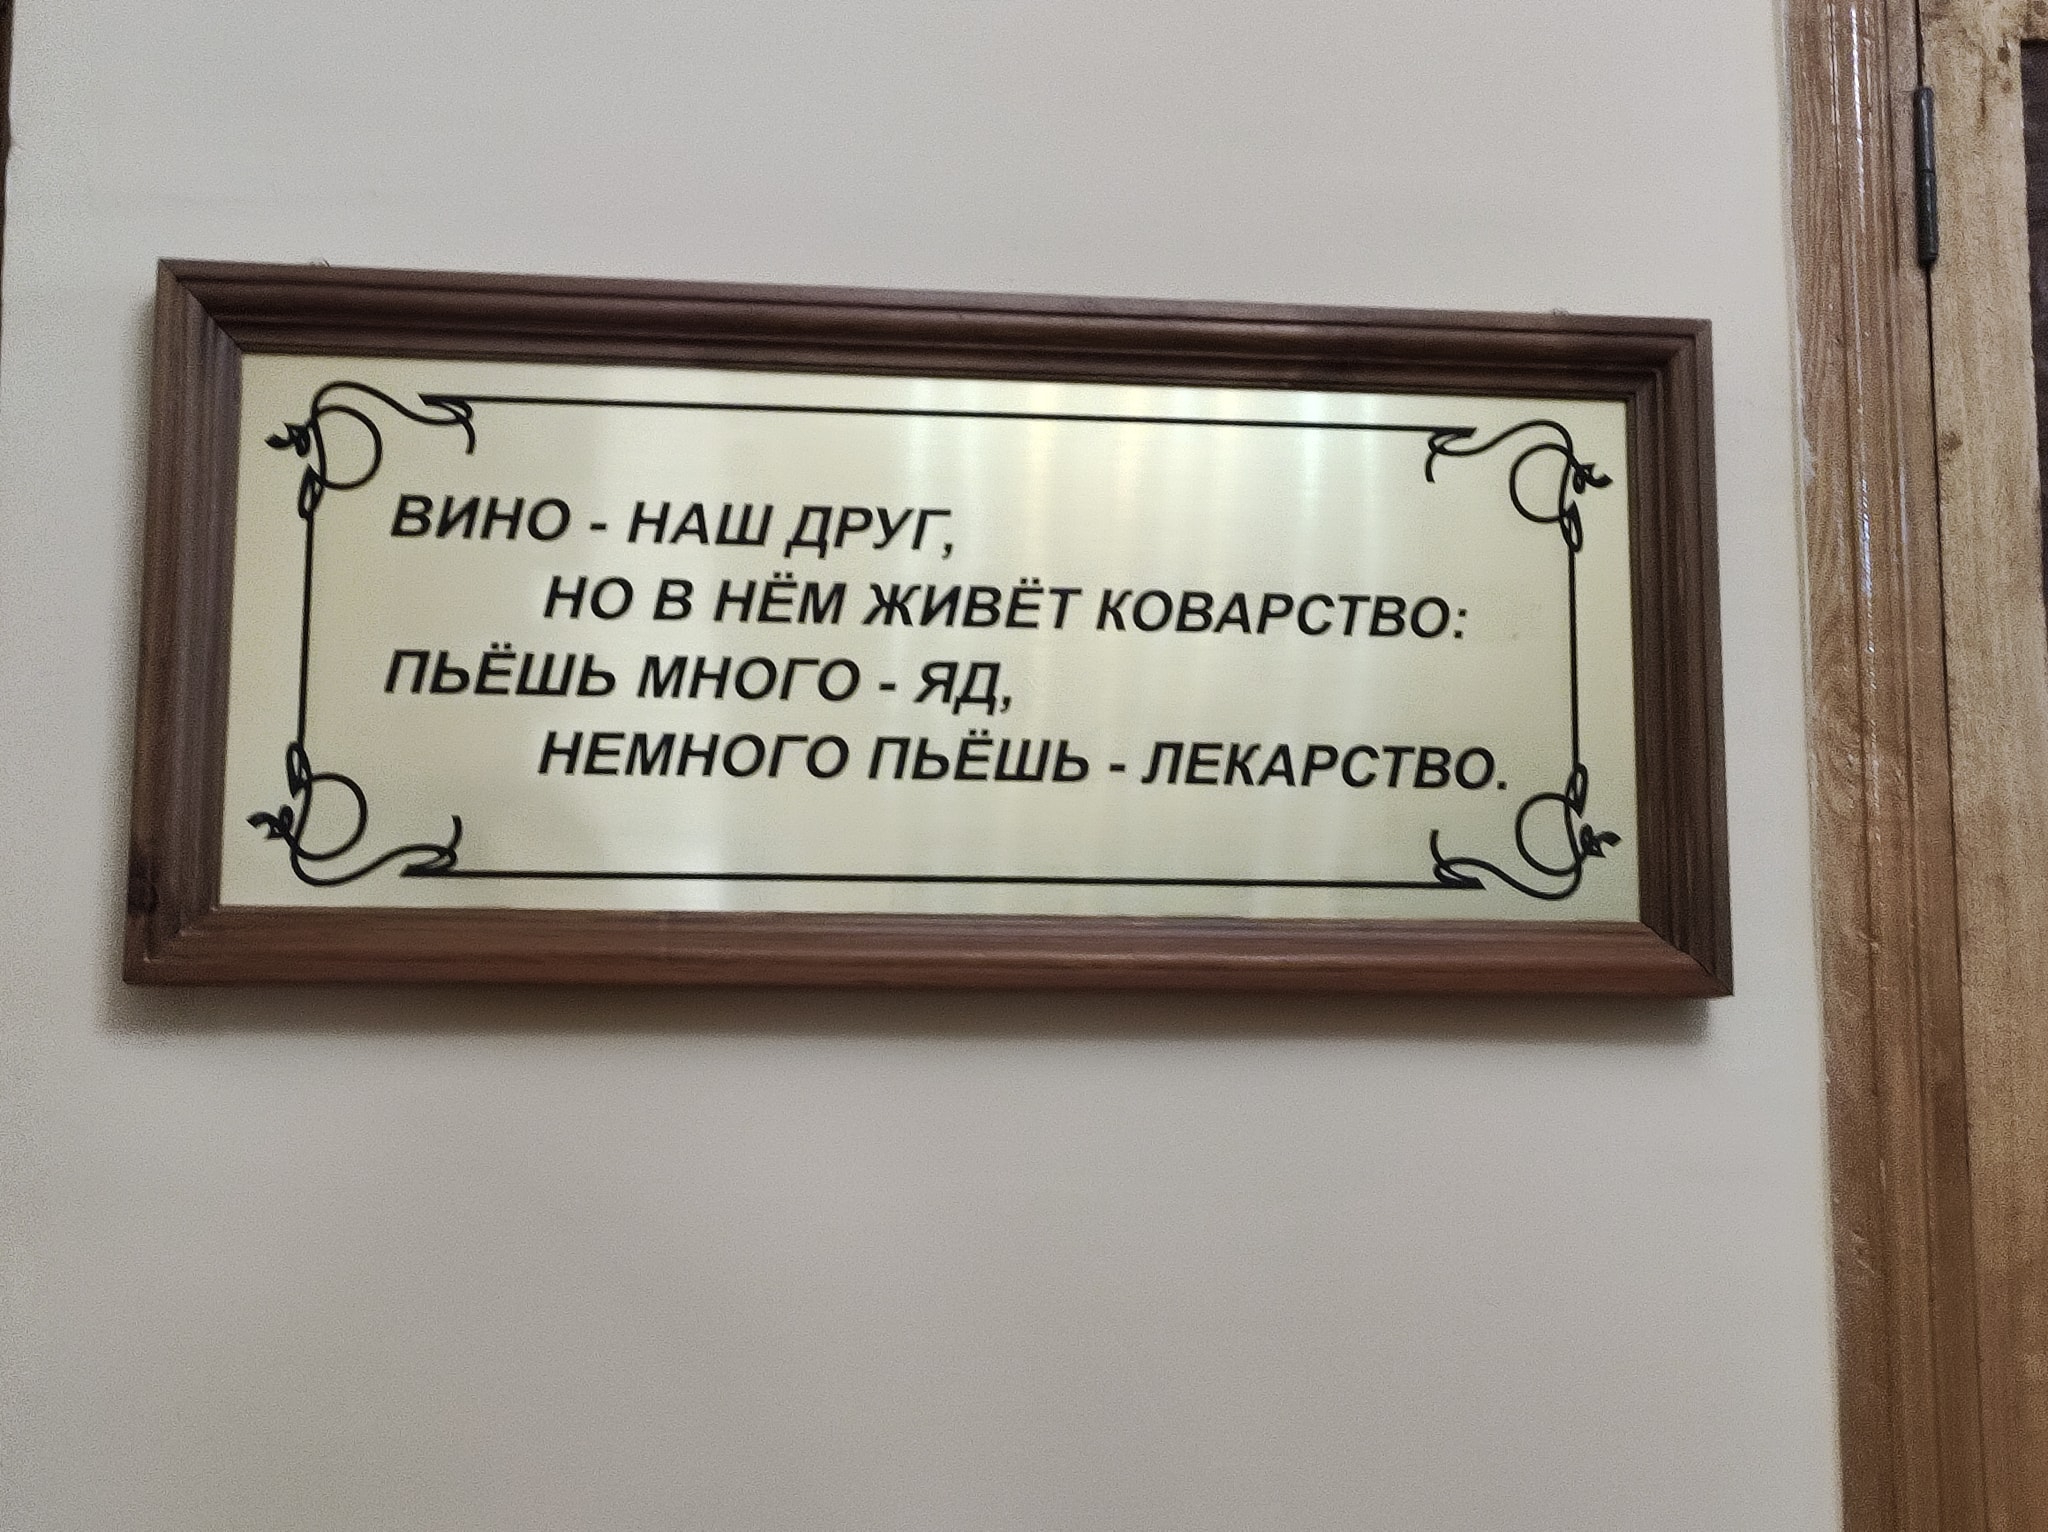 ВИНО - НАШ ДРУГ,
НО В НЁМ ЖИВЁТ КОВАРСТВО:
ПЬЁШЬ МНОГО - ЯД,
НЕМНОГО ПЬЁШЬ - ЛЕКАРСТВО.